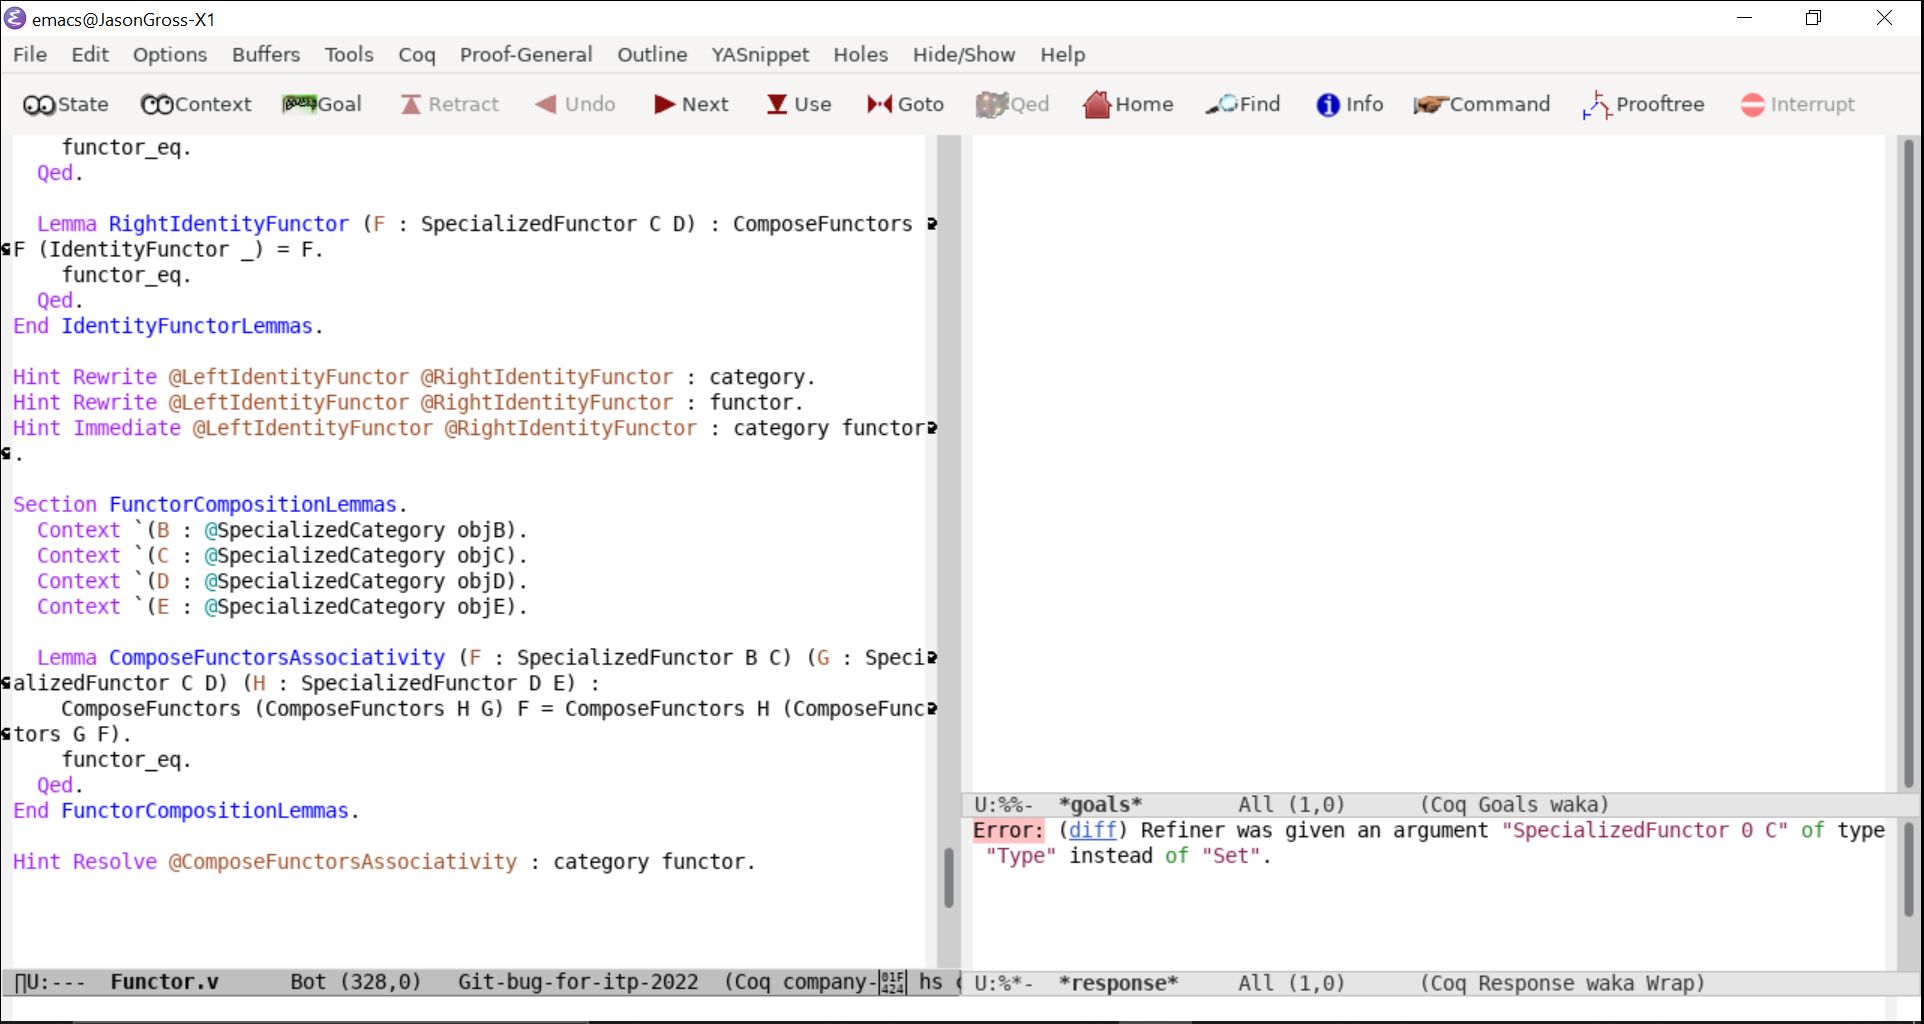 emacs@JasonGross-X1
File Edit Options Buffers Tools Coq Proof-General Outline YASnippet Holes Hide/Show Help
State Context Goal Retract Undo Next Use Goto Qed Home Find Info Command Prooftree Interrupt
    functor_eq.
  Qed.

  Lemma RightIdentityFunctor (F : SpecializedFunctor C D) : ComposeFunctors
F (IdentityFunctor _) = F.
    functor_eq.
  Qed.
End IdentityFunctorLemmas.

Hint Rewrite @LeftIdentityFunctor @RightIdentityFunctor : category.
Hint Rewrite @LeftIdentityFunctor @RightIdentityFunctor : functor.
Hint Immediate @LeftIdentityFunctor @RightIdentityFunctor : category functor
.

Section FunctorCompositionLemmas.
  Context `(B : @SpecializedCategory objB).
  Context `(C : @SpecializedCategory objC).
  Context `(D : @SpecializedCategory objD).
  Context `(E : @SpecializedCategory objE).

  Lemma ComposeFunctorsAssociativity (F : SpecializedFunctor B C) (G : Speci
alizedFunctor C D) (H : SpecializedFunctor D E) :
    ComposeFunctors (ComposeFunctors H G) F = ComposeFunctors H (ComposeFunc
tors G F).
    functor_eq.
  Qed.
End FunctorCompositionLemmas.

Hint Resolve @ComposeFunctorsAssociativity : category functor.
U:--- Functor.v Bot (328,0) Git-bug-for-itp-2022 (Coq company-01F424 hs
U:%%- *goals* All (1,0) (Coq Goals waka)
Error: (diff) Refiner was given an argument "SpecializedFunctor 0 C" of type
"Type" instead of "Set".
U:%*- *response* All (1,0) (Coq Response waka Wrap)